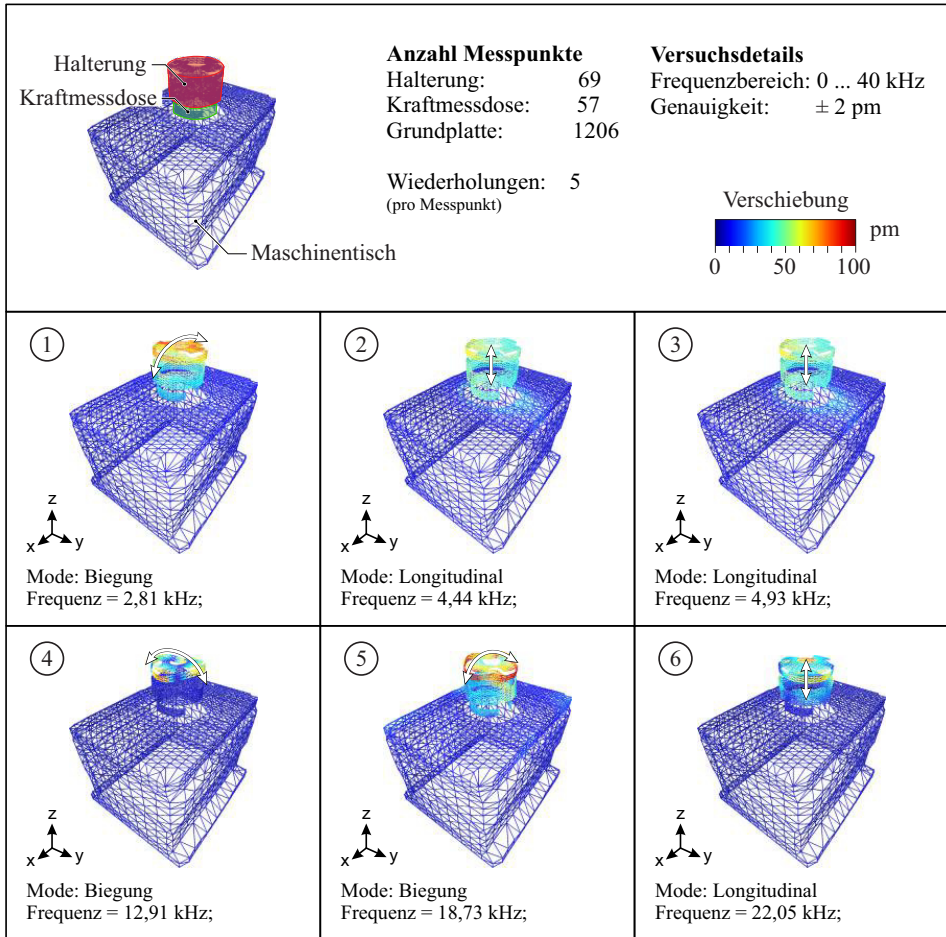 Halterung
Kraftmessdose
Maschinentisch
Anzahl Messpunkte
Halterung: 69
Kraftmessdose: 57
Grundplatte: 1206
Wiederholungen: 5
(pro Messpunkt)
Versuchsdetails
Frequenzbereich: 0 ... 40 kHz
Genauigkeit: ± 2 pm
Verschiebung
pm
0 50 100
1
z
x y
Mode: Biegung
Frequenz = 2,81 kHz;
2
z
x y
Mode: Longitudinal
Frequenz = 4,44 kHz;
3
z
x y
Mode: Longitudinal
Frequenz = 4,93 kHz;
4
z
x y
Mode: Biegung
Frequenz = 12,91 kHz;
5
z
x y
Mode: Biegung
Frequenz = 18,73 kHz;
6
z
x y
Mode: Longitudinal
Frequenz = 22,05 kHz;